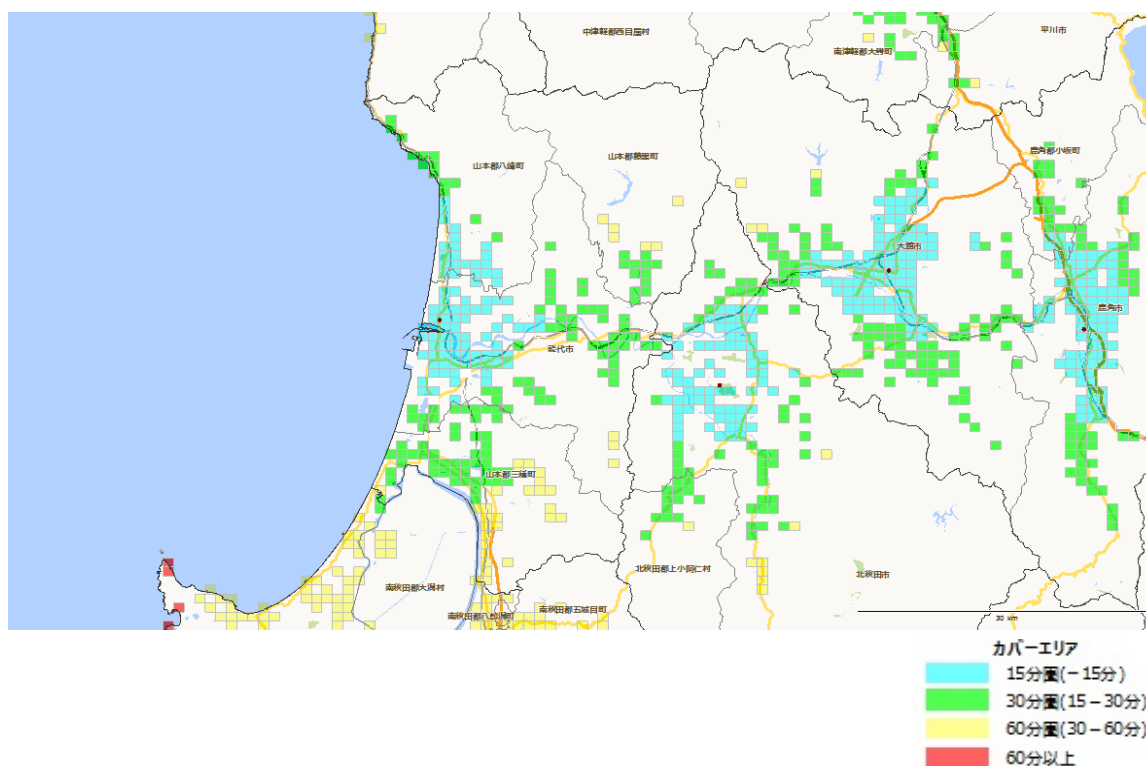 中津軽郡西目屋村
平川市
南津軽郡大鰐町
鹿角郡小坂町
山本郡八峰町
山本郡藤里町
大館市
鹿角市
能代市
山本郡三種町
北秋田郡上小阿仁村
北秋田市
南秋田郡大潟村
南秋田郡五城目町
南秋田郡八郎潟町
30 km
カバーエリア
15分圏(－15分)
30分圏(15－30分)
60分圏(30－60分)
60分以上